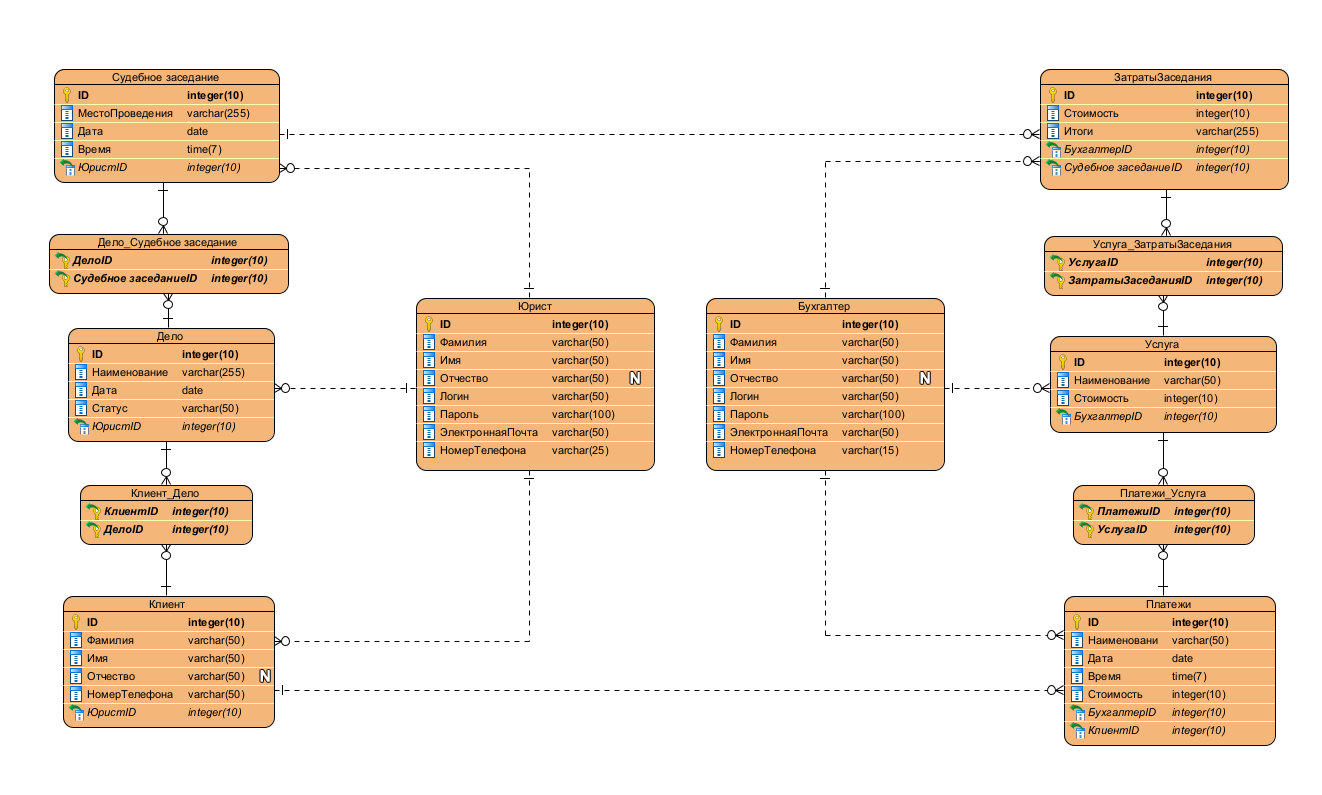 Судебное заседание
ID integer(10)
МестоПроведения varchar(255)
Дата date
Время time(7)
ЮристID integer(10)
Дело_Судебное заседание
ДелоID integer(10)
Судебное заседаниеID integer(10)
Дело
ID integer(10)
Наименование varchar(255)
Дата date
Статус varchar(50)
ЮристID integer(10)
Клиент_Дело
КлиентID integer(10)
ДелоID integer(10)
Клиент
ID integer(10)
Фамилия varchar(50)
Имя varchar(50)
Отчество varchar(50) N
НомерТелефона varchar(50)
ЮристID integer(10)
Юрист
ID integer(10)
Фамилия varchar(50)
Имя varchar(50)
Отчество varchar(50) N
Логин varchar(50)
Пароль varchar(100)
ЭлектроннаяПочта varchar(50)
НомерТелефона varchar(25)
Бухгалтер
ID integer(10)
Фамилия varchar(50)
Имя varchar(50)
Отчество varchar(50) N
Логин varchar(50)
Пароль varchar(100)
ЭлектроннаяПочта varchar(50)
НомерТелефона varchar(15)
ЗатратыЗаседания
ID integer(10)
Стоимость integer(10)
Итоги varchar(255)
БухгалтерID integer(10)
Судебное заседаниеID integer(10)
Услуга_ЗатратыЗаседания
УслугаID integer(10)
ЗатратыЗаседанияID integer(10)
Услуга
ID integer(10)
Наименование varchar(50)
Стоимость integer(10)
БухгалтерID integer(10)
Платежи_Услуга
ПлатежиID integer(10)
УслугаID integer(10)
Платежи
ID integer(10)
Наименовани varchar(50)
Дата date
Время time(7)
Стоимость integer(10)
БухгалтерID integer(10)
КлиентID integer(10)